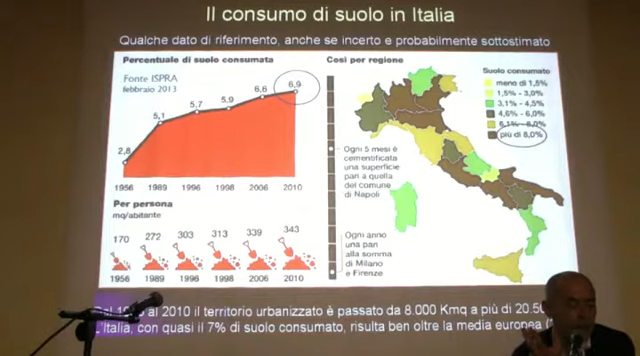 Il consumo di suolo in Italia
Qualche dato di riferimento, anche se incerto e probabilmente sottostimato
Percentuale di suolo consumata
Fonte ISPRA
febbraio 2013
2,8
5,1
5,7
5,9
6,6
6,9
1956 1989 1996 1998 2006 2010
Per persona
mq/abitante
170 272 303 313 339 343
1956 1989 1996 1998 2006 2010
Così per regione
Ogni 5 mesi è
cementificata
una superficie
pari a quella
del comune
di Napoli
Ogni anno
una pari
alla somma
di Milano
e Firenze
Suolo consumato
meno di 1,5%
1,5% - 3,0%
3,1% - 4,5%
4,6% - 6,0%
6,1% - 8,0%
più di 8,0%
al 2010 il territorio urbanizzato è passato da 8.000 Kmq a più di 20.50
L'Italia, con quasi il 7% di suolo consumato, risulta ben oltre la media europea